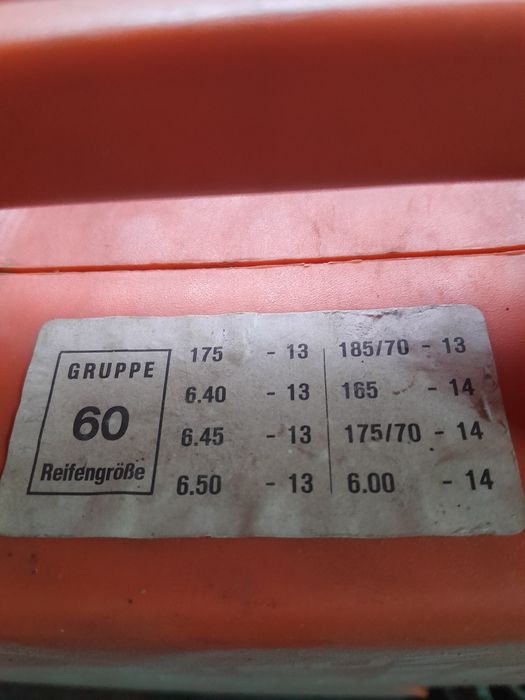 GRUPPE
60
Reifengröße
175 - 13
6.40 - 13
6.45 - 13
6.50 - 13
185/70 - 13
165 - 14
175/70 - 14
6.00 - 14